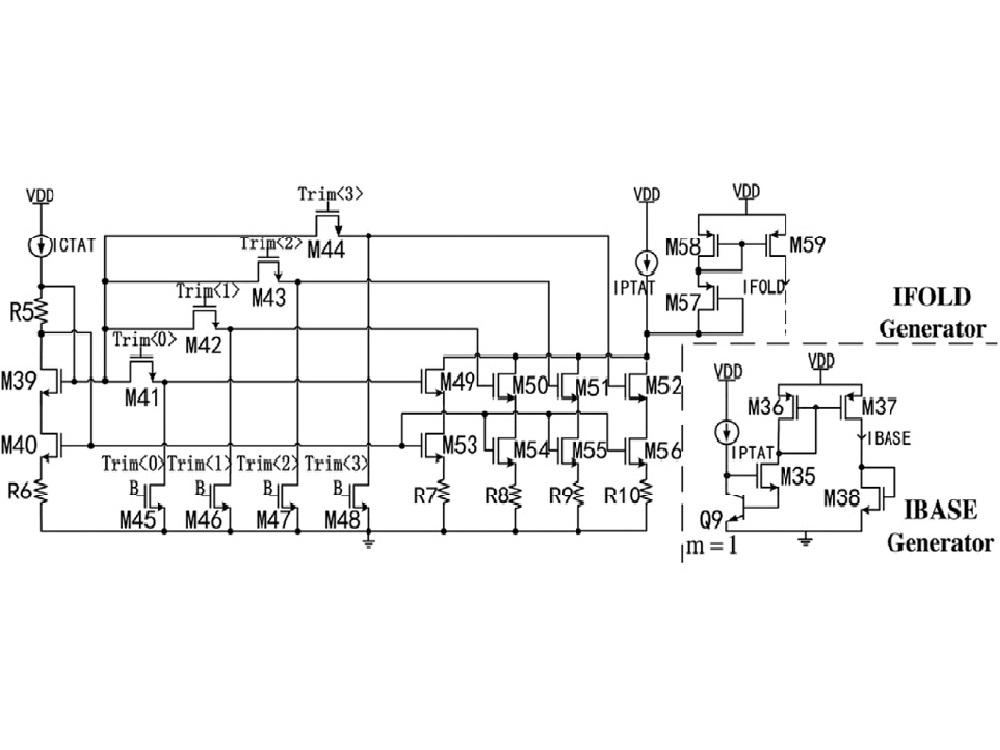 Trim<3>
VDD
VDD
VDD
ICTAT
Trim<2>
M44
M58
M59
IPTAT
M43
Trim<1>
M57
IFOLD
IFOLD
Generator
R5
M42
Trim<0>
M39
M41
M49
M50
M51
M52
VDD
VDD
M36
M37
IBASE
M40
M53
M54
M55
M56
IPTAT
Trim<0>
Trim<1>
Trim<2>
Trim<3>
M35
R6
B
B
B
B
R7
R8
R9
R10
M38
M45
M46
M47
M48
Q9
IBASE
Generator
m=1